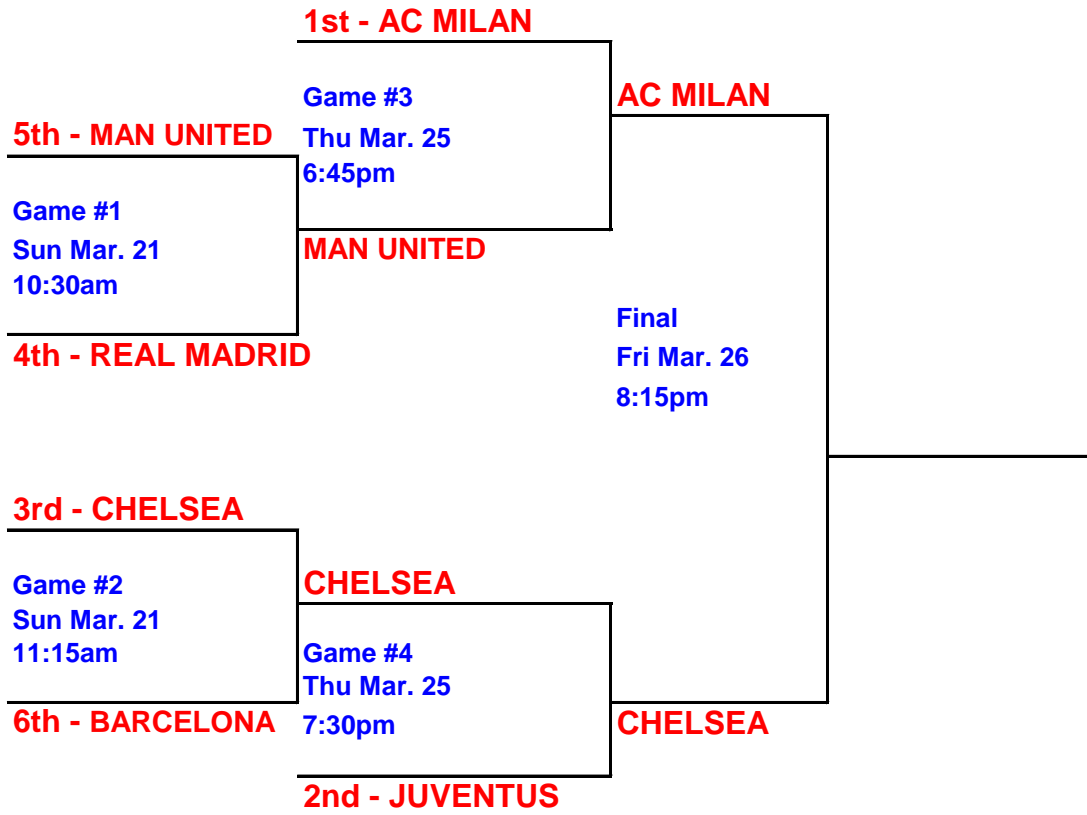 1st - AC MILAN
Game #3
Thu Mar. 25
6:45pm
AC MILAN
5th - MAN UNITED
Game #1
Sun Mar. 21
10:30am
MAN UNITED
4th - REAL MADRID
Final
Fri Mar. 26
8:15pm
3rd - CHELSEA
Game #2
Sun Mar. 21
11:15am
CHELSEA
Game #4
Thu Mar. 25
7:30pm
6th - BARCELONA
CHELSEA
2nd - JUVENTUS